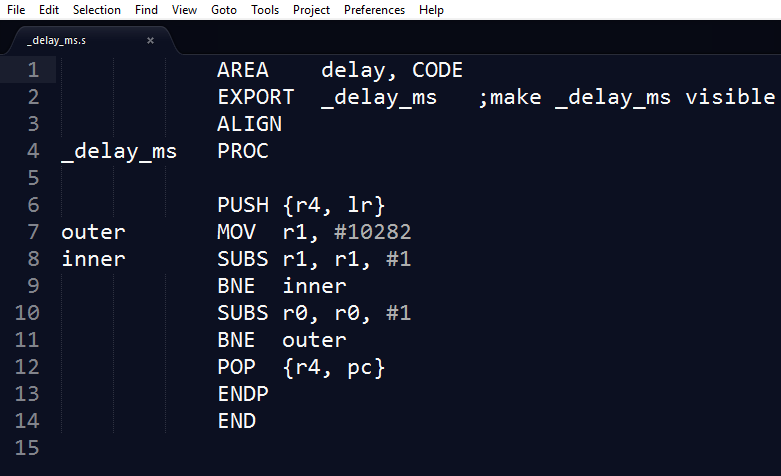 File Edit Selection Find View Goto Tools Project Preferences Help
_delay_ms.s ×
1 AREA delay, CODE
2 EXPORT _delay_ms ;make _delay_ms visible
3 ALIGN
4 _delay_ms PROC
5
6 PUSH {r4, lr}
7 outer MOV r1, #10282
8 inner SUBS r1, r1, #1
9 BNE inner
10 SUBS r0, r0, #1
11 BNE outer
12 POP {r4, pc}
13 ENDP
14 END
15